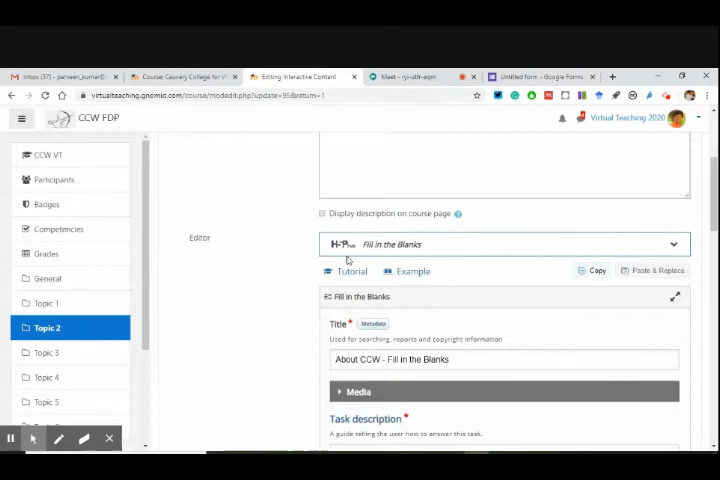 Inbox (37) - parveen_kumar@
Course: Cauvery College for W
Editing Interactive Content
Meet - ryi-utfr-eqm
Untitled form - Google Forms
virtualteaching.gnomio.com/course/modedit.php?update=95&return=1
CCW FDP
Virtual Teaching 2020
CCW VT
Participants
Badges
Competencies
Grades
General
Topic 1
Topic 2
Topic 3
Topic 4
Topic 5
Display description on course page
Editor
H-P Fill in the Blanks
Tutorial
Example
Copy
Paste & Replace
Fill in the Blanks
Title* Metadata
Used for searching, reports and copyright information
About CCW - Fill in the Blanks
Media
Task description *
A guide telling the user how to answer this task.